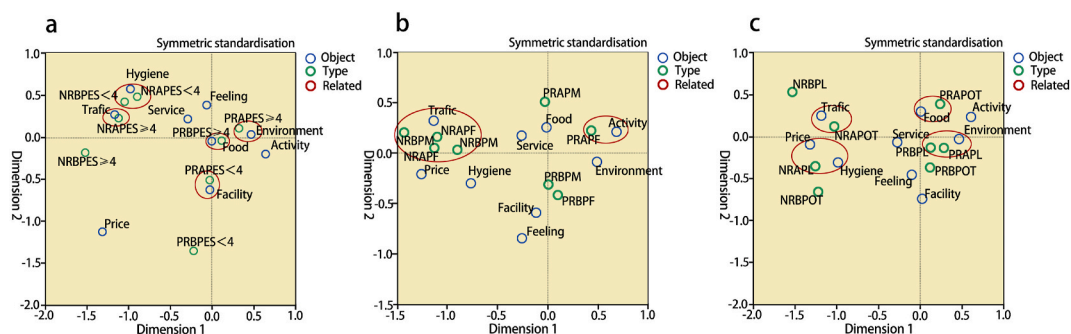 a
Symmetric standardisation
Object
Type
Related
1.0
0.5
0.0
-0.5
-1.0
-1.5
-2.0
Dimension 2
Hygiene
NRBPES<4
NRAPES<4
Trafic
Service
Feeling
NRAPES≥4
PRAPES≥4
PRBPES≥4
Environment
Food
Activity
NRBPES≥4
PRAPES<4
Facility
Price
PRBPES<4
-2.0
-1.5
-1.0
-0.5
0.0
0.5
1.0
Dimension 1
b
Symmetric standardisation
Object
Type
Related
1.0
0.5
0.0
-0.5
-1.0
-1.5
Dimension 2
PRAPM
Trafic
Food
Activity
NRBPM
NRAPF
NRBPM
NRAPF
Service
PRAPF
Price
Hygiene
Environment
PRBPM
PRBPF
Facility
Feeling
-1.5
-1.0
-0.5
0.0
0.5
1.0
Dimension 1
c
Symmetric standardisation
Object
Type
Related
1.0
0.5
0.0
-0.5
-1.0
-1.5
-2.0
Dimension 2
NRBPL
PRAPOT
Trafic
Food
Activity
NRAPOT
Price
Service
Environment
PRBPL
PRAPL
NRAPL
Hygiene
PRBPOT
Feeling
NRBPOT
Facility
-2.0
-1.5
-1.0
-0.5
0.0
0.5
1.0
Dimension 1